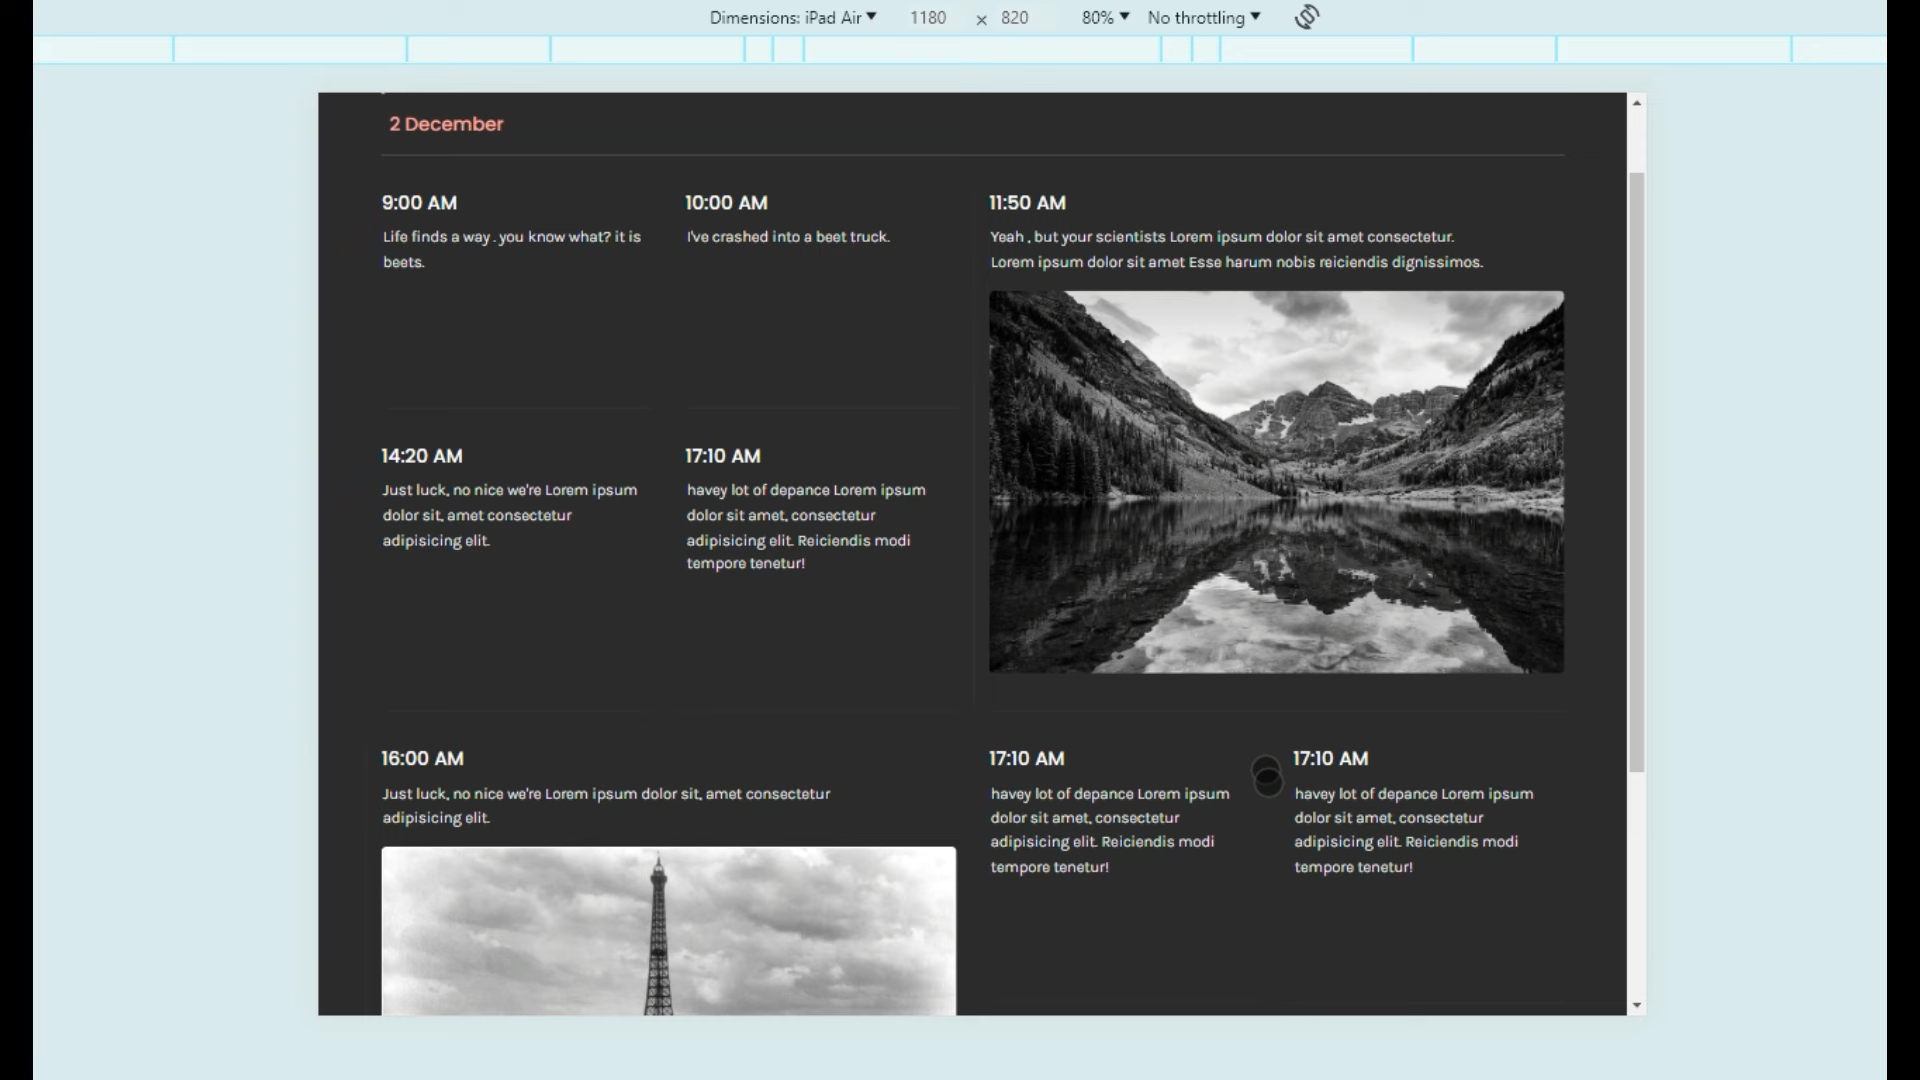 Dimensions: iPad Air
1180 x 820
80%
No throttling
2 December
9:00 AM
Life finds a way . you know what? it is
beets.
10:00 AM
I've crashed into a beet truck.
11:50 AM
Yeah , but your scientists Lorem ipsum dolor sit amet consectetur.
Lorem ipsum dolor sit amet Esse harum nobis reiciendis dignissimos.
14:20 AM
Just luck, no nice we're Lorem ipsum
dolor sit, amet consectetur
adipisicing elit.
17:10 AM
havey lot of depance Lorem ipsum
dolor sit amet, consectetur
adipisicing elit. Reiciendis modi
tempore tenetur!
16:00 AM
Just luck, no nice we're Lorem ipsum dolor sit, amet consectetur
adipisicing elit.
17:10 AM
havey lot of depance Lorem ipsum
dolor sit amet, consectetur
adipisicing elit. Reiciendis modi
tempore tenetur!
17:10 AM
havey lot of depance Lorem ipsum
dolor sit amet, consectetur
adipisicing elit. Reiciendis modi
tempore tenetur!